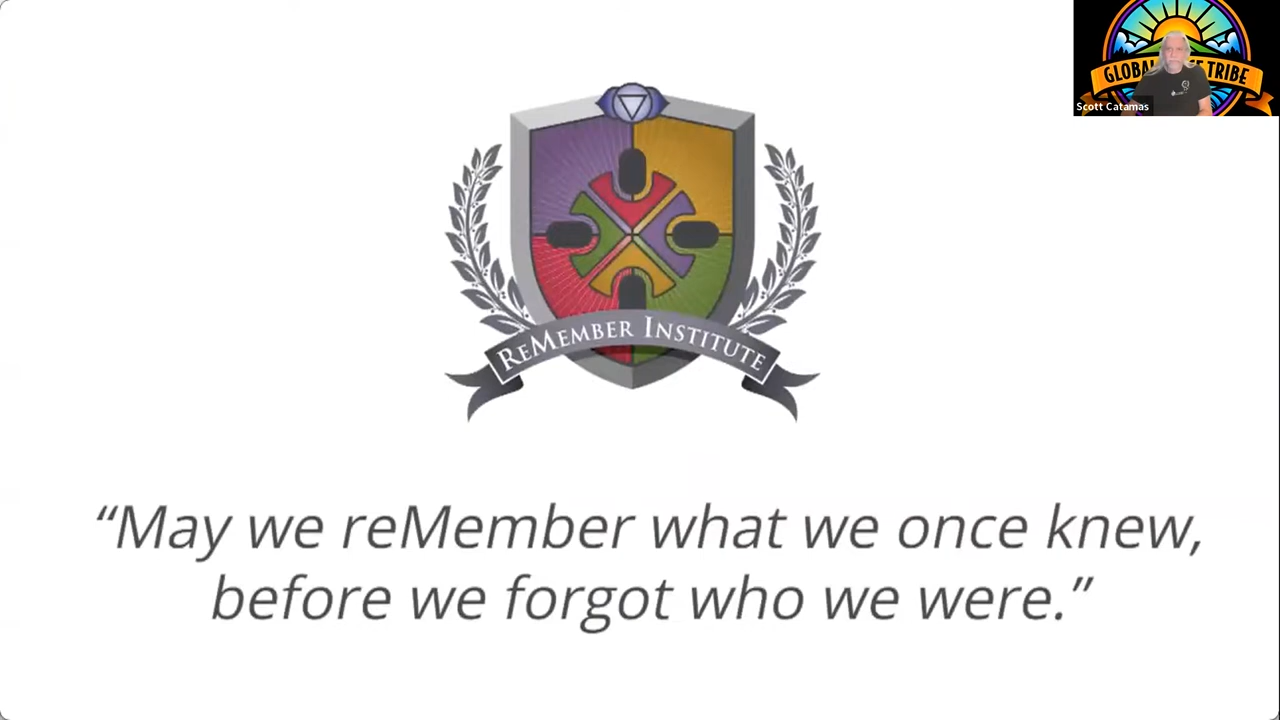 GLOBAL
TRIBE
Scott Catamas
ReMember Institute
“May we reMember what we once knew,
before we forgot who we were.”